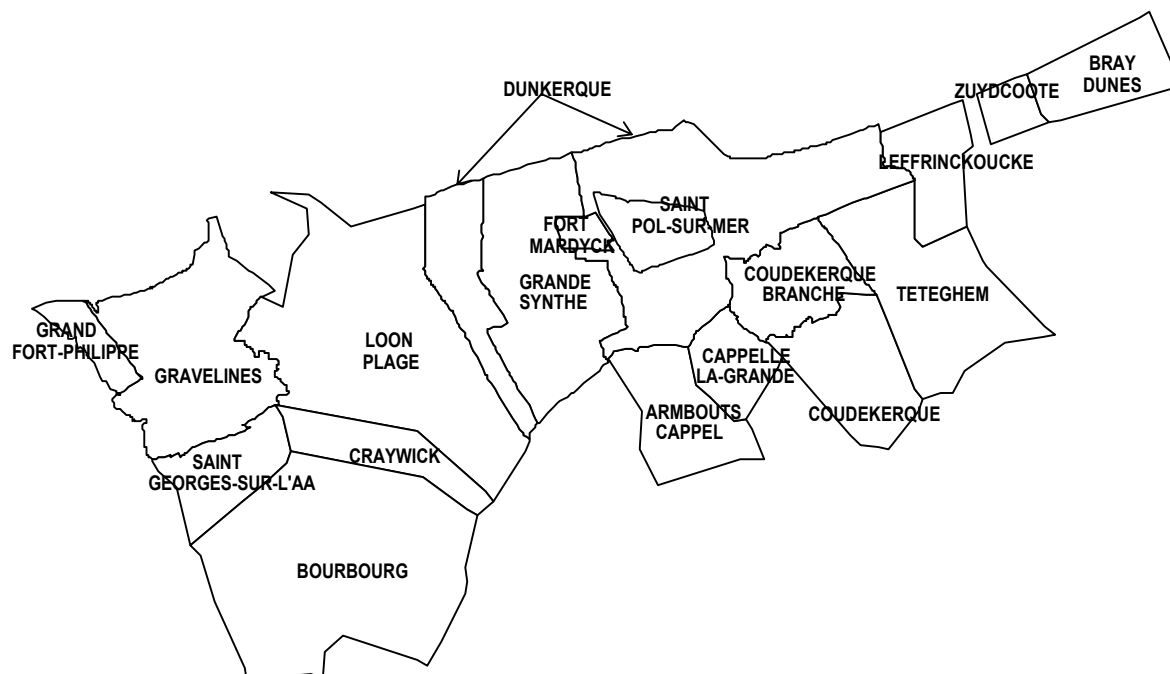 BRAY
DUNES
ZUYDCOOTE
DUNKERQUE
LEFFRINCKOUCKE
SAINT
POL-SUR-MER
FORT
MARDYCK
COUDEKERQUE
BRANCHE
GRANDE
SYNTHE
TETEGHEM
GRAND
FORT-PHILIPPE
LOON
PLAGE
CAPPELLE
LA-GRANDE
GRAVELINES
ARMBOUTS
CAPPEL
COUDEKERQUE
CRAYWICK
SAINT
GEORGES-SUR-L'AA
BOURBOURG